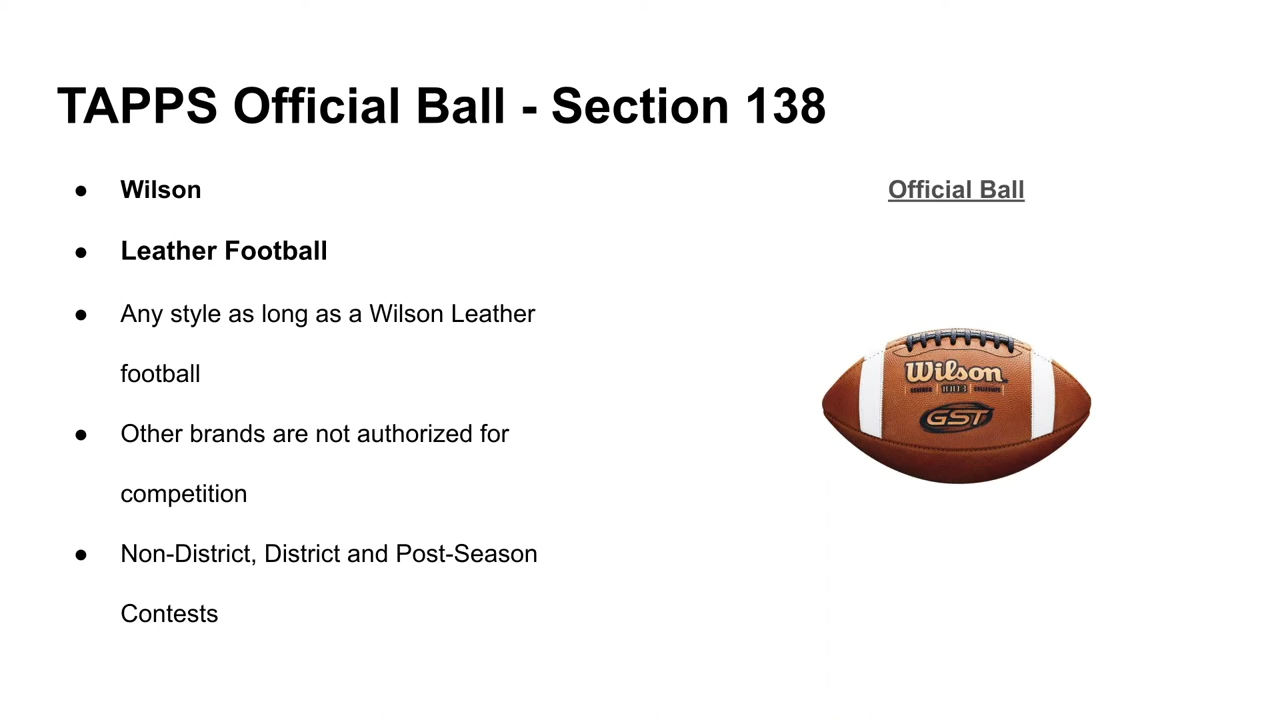 TAPPS Official Ball - Section 138
● Wilson
● Leather Football
● Any style as long as a Wilson Leather
football
● Other brands are not authorized for
competition
● Non-District, District and Post-Season
Contests
Official Ball
Wilson
GST